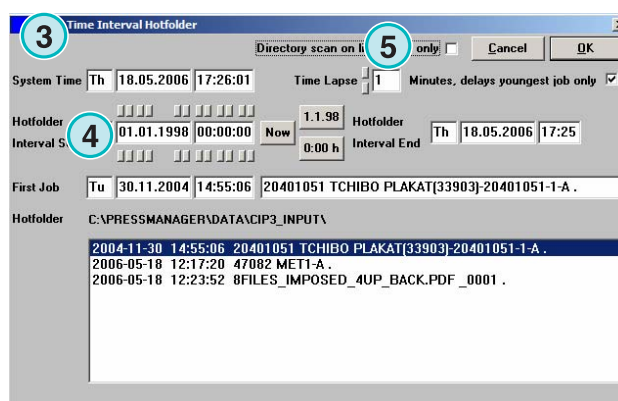 3 Time Interval Hotfolder
Directory scan on 5 only Cancel OK
System Time Th 18.05.2006 17:26:01 Time Lapse 1 Minutes, delays youngest job only
Hotfolder 1.1.98 Hotfolder
Interval 4 01.01.1998 00:00:00 Now 0:00 h Interval End Th 18.05.2006 17:25
First Job Tu 30.11.2004 14:55:06 20401051 TCHIBO PLAKAT(33903)-20401051-1-A .
Hotfolder C:\PRESSMANAGER\DATA\CIP3_INPUT\
2004-11-30 14:55:06 20401051 TCHIBO PLAKAT(33903)-20401051-1-A .
2006-05-18 12:17:20 47082 MET1-A .
2006-05-18 12:23:52 8FILES_IMPOSED_4UP_BACK.PDF _0001 .